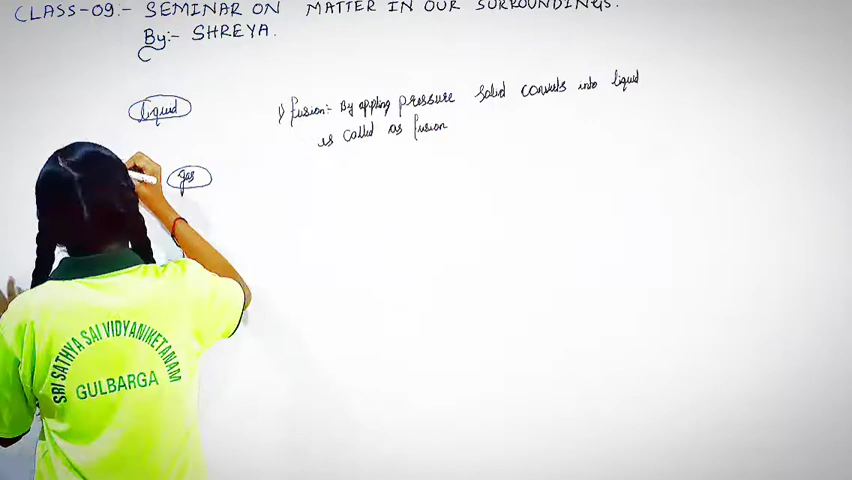 CLASS-09:- SEMINAR ON MATTER IN OUR SURROUNDINGS.
By:- SHREYA.
liquid
1) fusion:- By appling pressure solid converts into liquid
is called as fusion
gas
SRI SATHYA SAI VIDYANIKETANAM
GULBARGA